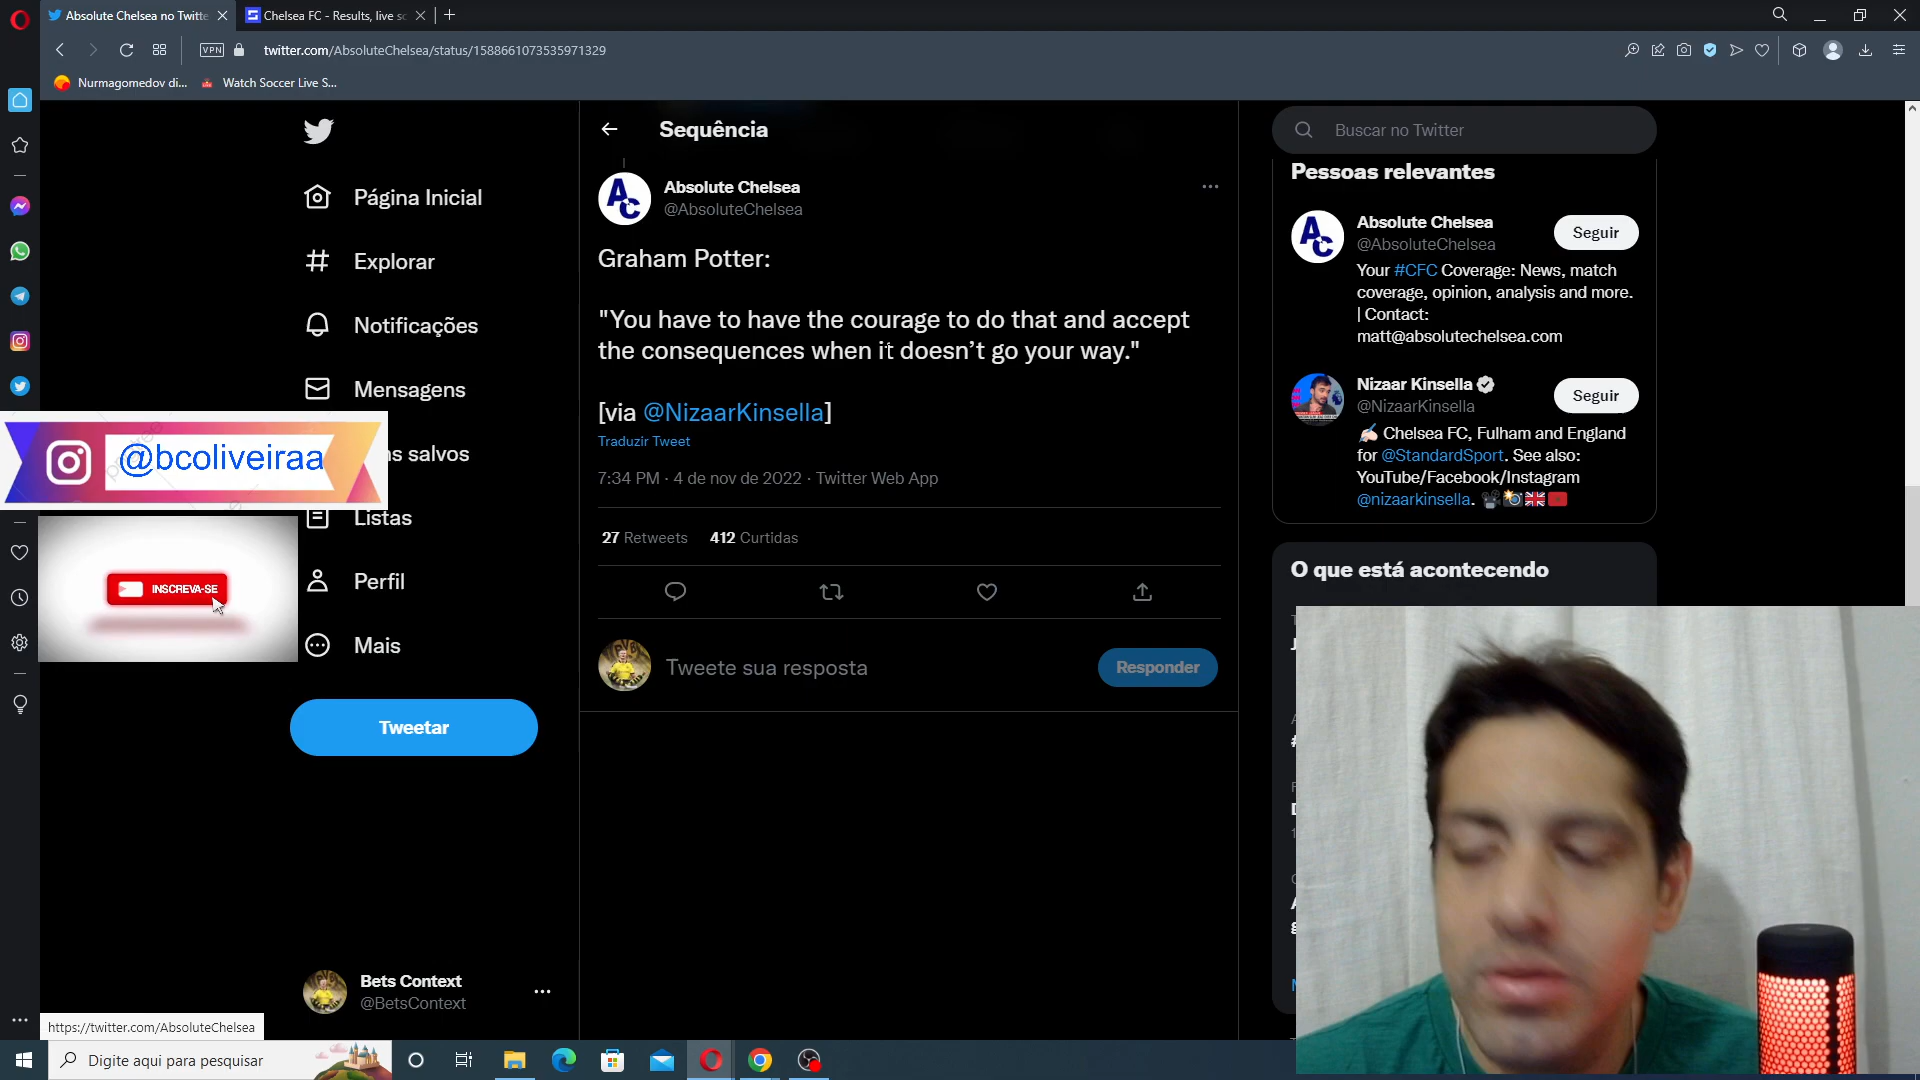 Absolute Chelsea no Twitte
Chelsea FC - Results, live sc
VPN
twitter.com/AbsoluteChelsea/status/1588661073535971329
Nurmagomedov di...
Watch Soccer Live S...
Página Inicial
Explorar
Notificações
Mensagens
ns salvos
Listas
Perfil
Mais
Tweetar
@bcoliveiraa
INSCREVA-SE
Bets Context
@BetsContext
https://twitter.com/AbsoluteChelsea
Sequência
AC
Absolute Chelsea
@AbsoluteChelsea
Graham Potter:
"You have to have the courage to do that and accept
the consequences when it doesn’t go your way."
[via @NizaarKinsella]
Traduzir Tweet
7:34 PM · 4 de nov de 2022 · Twitter Web App
27 Retweets 412 Curtidas
Tweete sua resposta
Responder
Buscar no Twitter
Pessoas relevantes
AC
Absolute Chelsea
@AbsoluteChelsea
Seguir
Your #CFC Coverage: News, match
coverage, opinion, analysis and more.
| Contact:
matt@absolutechelsea.com
Nizaar Kinsella
@NizaarKinsella
Seguir
✍🏻 Chelsea FC, Fulham and England
for @StandardSport. See also:
YouTube/Facebook/Instagram
@nizaarkinsella. 🎥📸🇬🇧🇲🇦
O que está acontecendo
Digite aqui para pesquisar